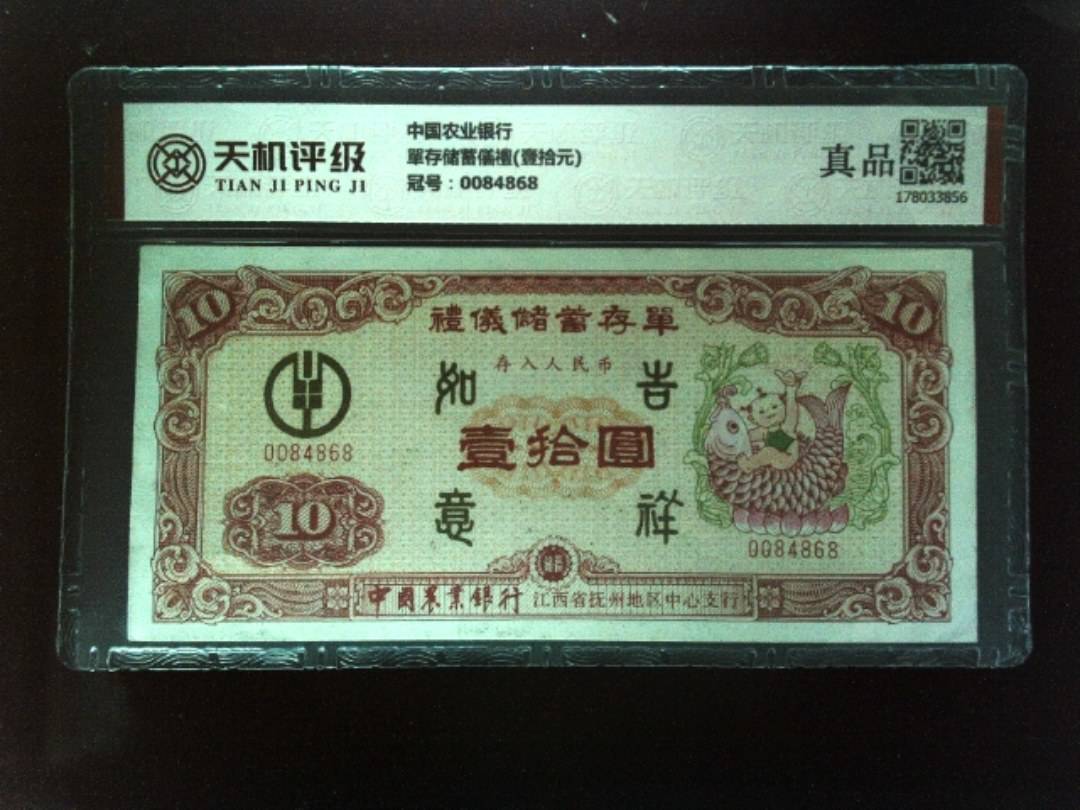 天机评级
TIAN JI PING JI
中国农业银行
單存储蓄儀禮(壹拾元)
冠号：0084868
真品
178033856
10
10
禮儀儲蓄存單
存入人民币
如 吉
壹拾圓
意 祥
0084868
10
0084868
中國农業銀行 江西省抚州地区中心支行